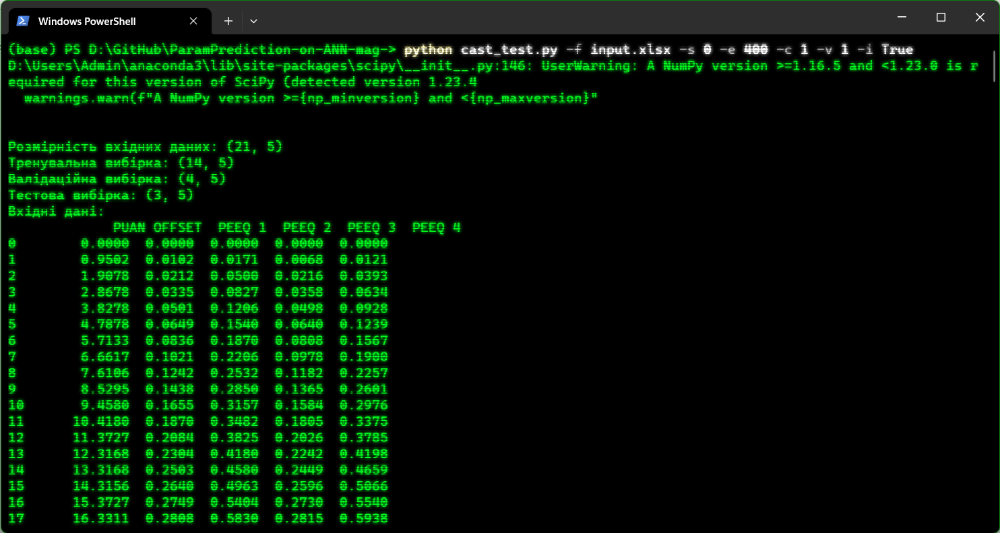 Windows PowerShell
(base) PS D:\GitHub\ParamPrediction-on-ANN-mag-> python cast_test.py -f input.xlsx -s 0 -e 400 -c 1 -v 1 -i True
D:\Users\Admin\anaconda3\lib\site-packages\scipy\__init__.py:146: UserWarning: A NumPy version >=1.16.5 and <1.23.0 is r
equired for this version of SciPy (detected version 1.23.4
  warnings.warn(f"A NumPy version >={np_minversion} and <{np_maxversion}"
Розмірність вхідних даних: (21, 5)
Тренувальна вибірка: (14, 5)
Валідаційна вибірка: (4, 5)
Тестова вибірка: (3, 5)
Вхідні дані:
             PUAN OFFSET  PEEQ 1  PEEQ 2  PEEQ 3  PEEQ 4
0        0.0000  0.0000  0.0000  0.0000  0.0000
1        0.9502  0.0102  0.0171  0.0068  0.0121
2        1.9078  0.0212  0.0500  0.0216  0.0393
3        2.8678  0.0335  0.0827  0.0358  0.0634
4        3.8278  0.0501  0.1206  0.0498  0.0928
5        4.7878  0.0649  0.1540  0.0640  0.1239
6        5.7133  0.0836  0.1870  0.0808  0.1567
7        6.6617  0.1021  0.2206  0.0978  0.1900
8        7.6106  0.1242  0.2532  0.1182  0.2257
9        8.5295  0.1438  0.2850  0.1365  0.2601
10       9.4580  0.1655  0.3157  0.1584  0.2976
11      10.4180  0.1870  0.3482  0.1805  0.3375
12      11.3727  0.2084  0.3825  0.2026  0.3785
13      12.3168  0.2304  0.4180  0.2242  0.4198
14      13.3168  0.2503  0.4580  0.2449  0.4659
15      14.3156  0.2640  0.4963  0.2596  0.5066
16      15.3727  0.2749  0.5404  0.2730  0.5540
17      16.3311  0.2808  0.5830  0.2815  0.5938